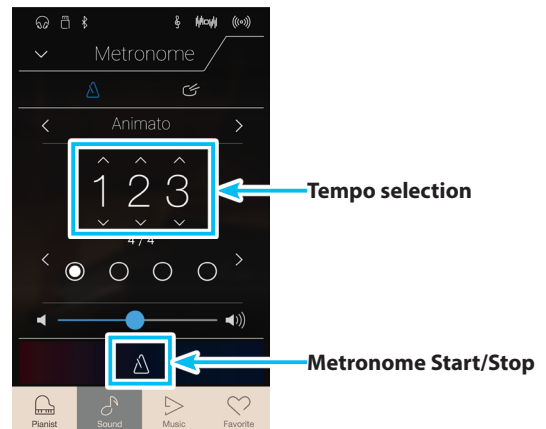 Metronome
Animato
1 2 3
Tempo selection
4 / 4
Metronome Start/Stop
Pianist
Sound
Music
Favorite